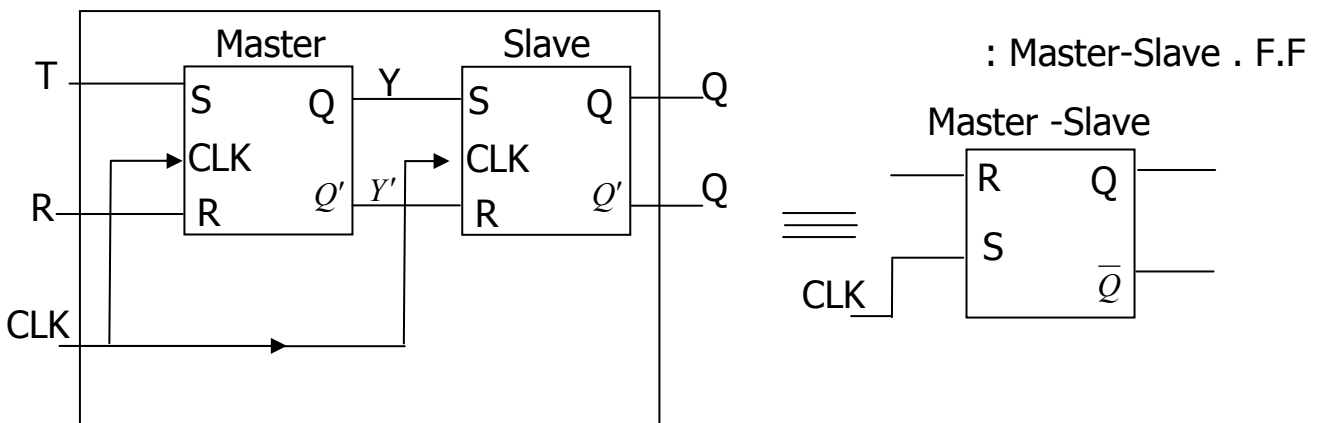 : Master-Slave . F.F
Master Slave
T S Q Y S Q Q
CLK CLK
R R Q' Y' R Q' Q
CLK
Master -Slave
R Q
S
CLK Q̅